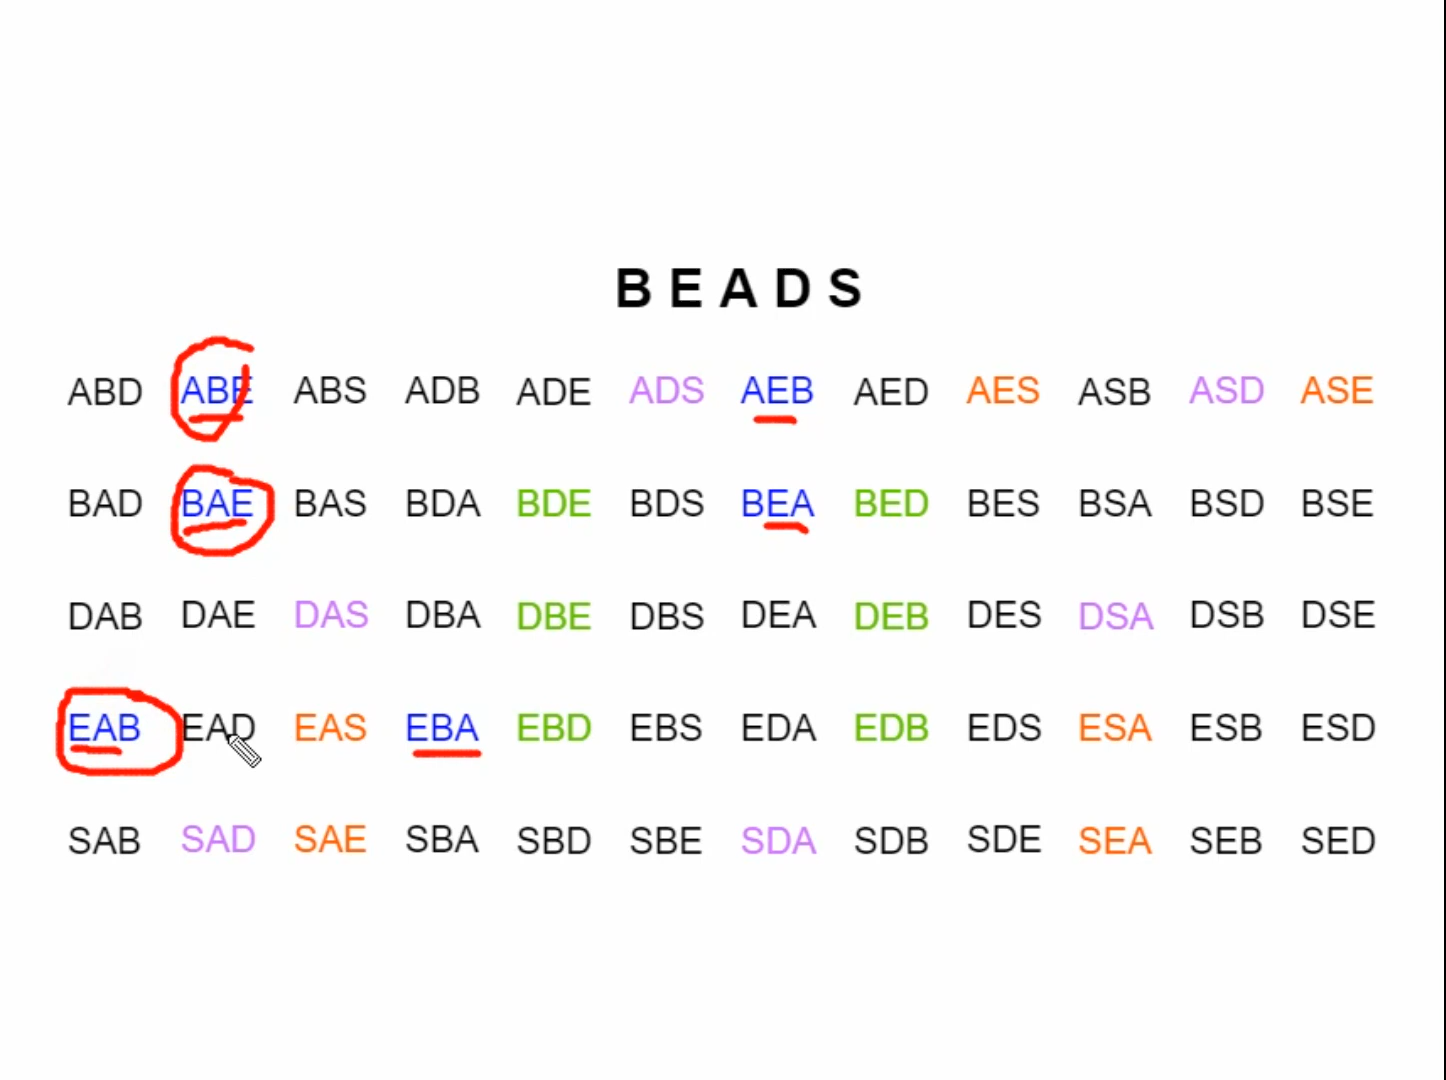 B E A D S
ABD ABE ABS ADB ADE ADS AEB AED AES ASB ASD ASE
BAD BAE BAS BDA BDE BDS BEA BED BES BSA BSD BSE
DAB DAE DAS DBA DBE DBS DEA DEB DES DSA DSB DSE
EAB EAD EAS EBA EBD EBS EDA EDB EDS ESA ESB ESD
SAB SAD SAE SBA SBD SBE SDA SDB SDE SEA SEB SED